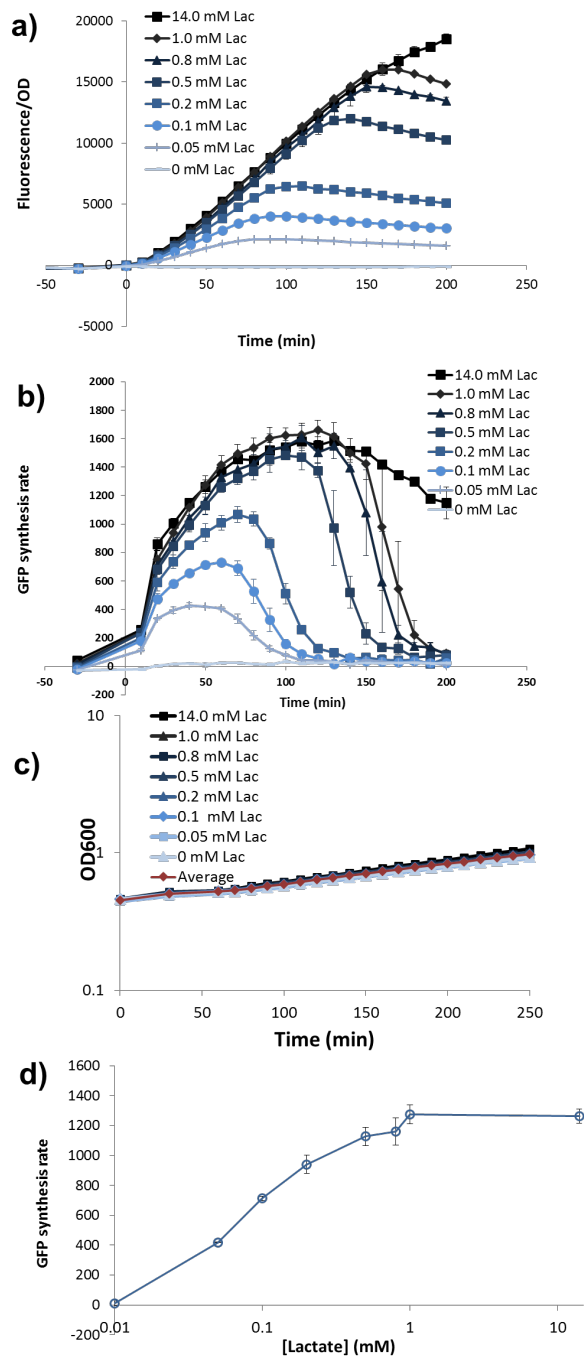 a)
14.0 mM Lac
1.0 mM Lac
0.8 mM Lac
0.5 mM Lac
0.2 mM Lac
0.1 mM Lac
0.05 mM Lac
0 mM Lac
20000
15000
10000
5000
0
-5000
Fluorescence/OD
-50 0 50 100 150 200 250
Time (min)
b)
14.0 mM Lac
1.0 mM Lac
0.8 mM Lac
0.5 mM Lac
0.2 mM Lac
0.1 mM Lac
0.05 mM Lac
0 mM Lac
2000
1800
1600
1400
1200
1000
800
600
400
200
0
-200
GFP synthesis rate
-50 0 50 100 150 200 250
Time (min)
c)
14.0 mM Lac
1.0 mM Lac
0.8 mM Lac
0.5 mM Lac
0.2 mM Lac
0.1 mM Lac
0.05 mM Lac
0 mM Lac
Average
10
1
0.1
OD600
0 50 100 150 200 250
Time (min)
d)
1600
1400
1200
1000
800
600
400
200
0
-200
GFP synthesis rate
0.01 0.1 1 10
[Lactate] (mM)